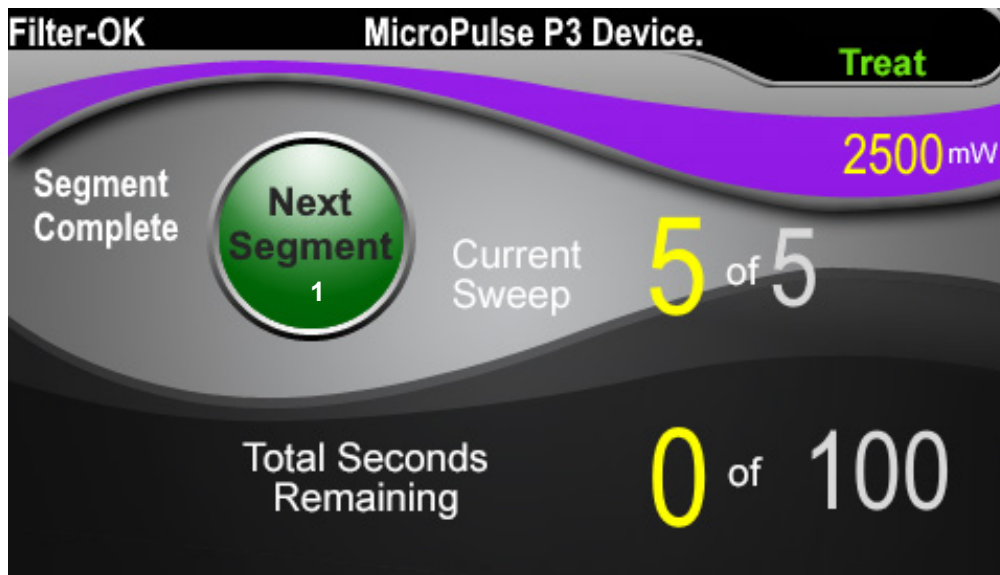 Filter-OK
MicroPulse P3 Device.
Treat
2500 mW
Segment
Complete
Next
Segment
1
Current
Sweep
5 of 5
Total Seconds
Remaining
0 of 100